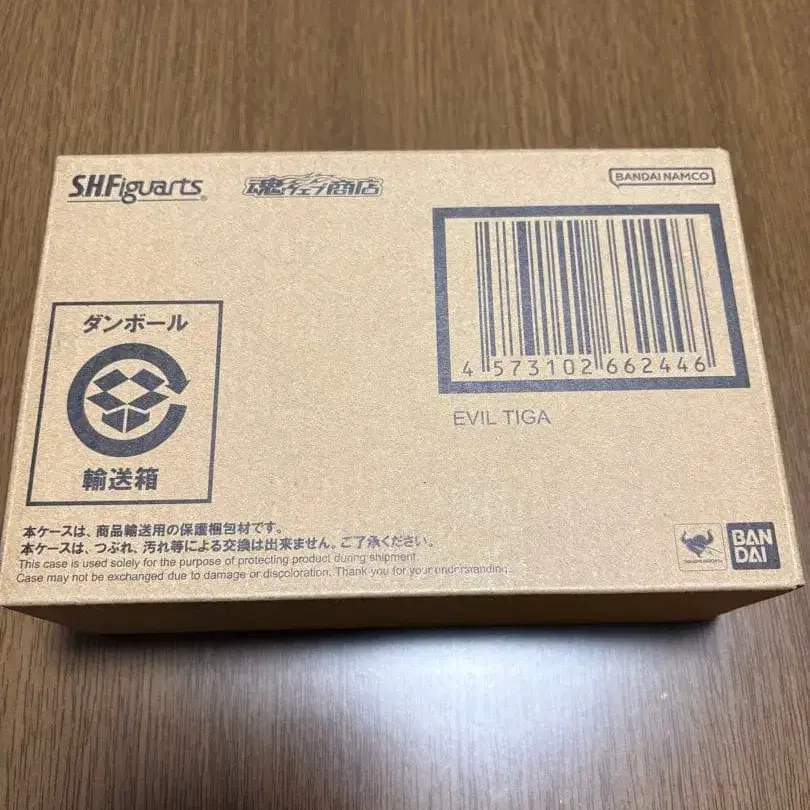 S.H.Figuarts
魂ウェブ商店
BANDAI NAMCO
4 573102 662446
EVIL TIGA
ダンボール
輸送箱
本ケースは、商品輸送用の保護梱包材です。
本ケースは、つぶれ、汚れ等による交換は出来ません。ご了承ください。
This case is used solely for the purpose of protecting product during shipment.
Case may not be exchanged due to damage or discoloration. Thank you for your understanding.
BAN
DAI